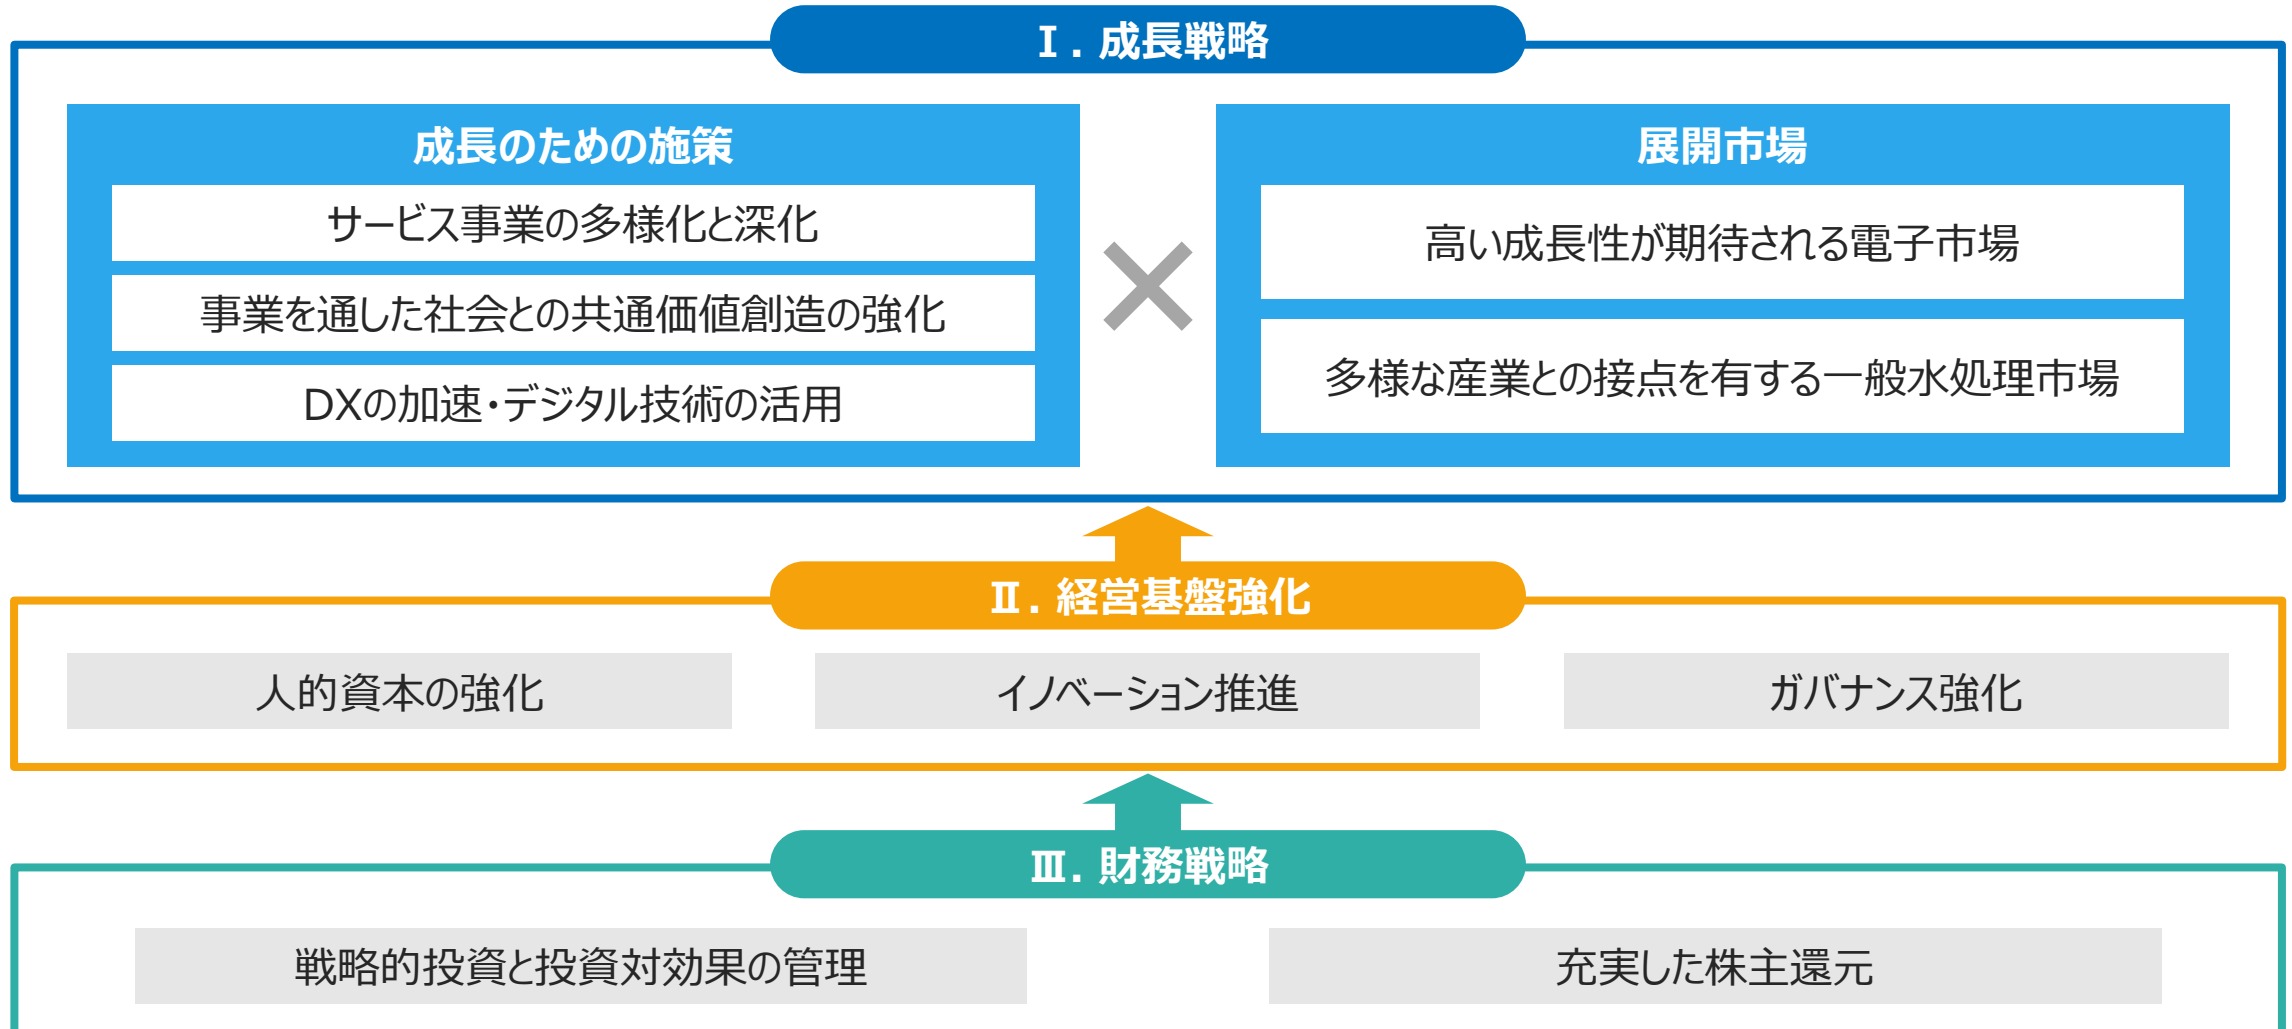 Ⅰ. 成長戦略
成長のための施策
サービス事業の多様化と深化
事業を通した社会との共通価値創造の強化
DXの加速・デジタル技術の活用
展開市場
高い成長性が期待される電子市場
多様な産業との接点を有する一般水処理市場
Ⅱ. 経営基盤強化
人的資本の強化
イノベーション推進
ガバナンス強化
Ⅲ. 財務戦略
戦略的投資と投資対効果の管理
充実した株主還元